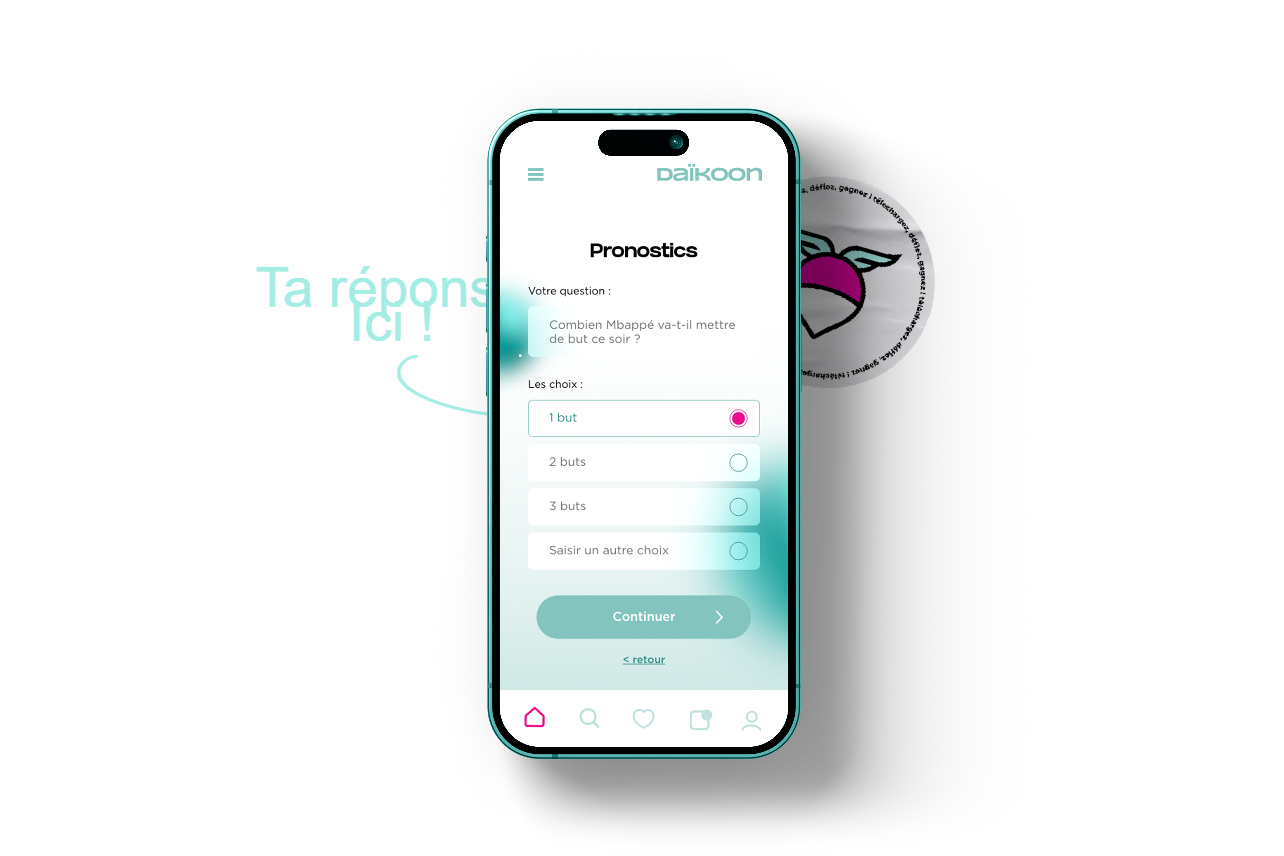 Daïkoon
Pronostics
Ta répons
Ici !
Votre question :
Combien Mbappé va-t-il mettre
de but ce soir ?
Les choix :
1 but
2 buts
3 buts
Saisir un autre choix
Continuer
< retour
défiez, gagnez ! téléchargez, défiez, gagnez ! téléchargez, défiez, gagnez ! téléchargez